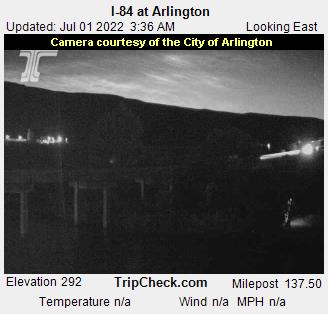 I-84 at Arlington
Updated: Jul 01 2022 3:36 AM Looking East
Camera courtesy of the City of Arlington
Elevation 292 TripCheck.com Milepost 137.50
Temperature n/a Wind n/a MPH n/a